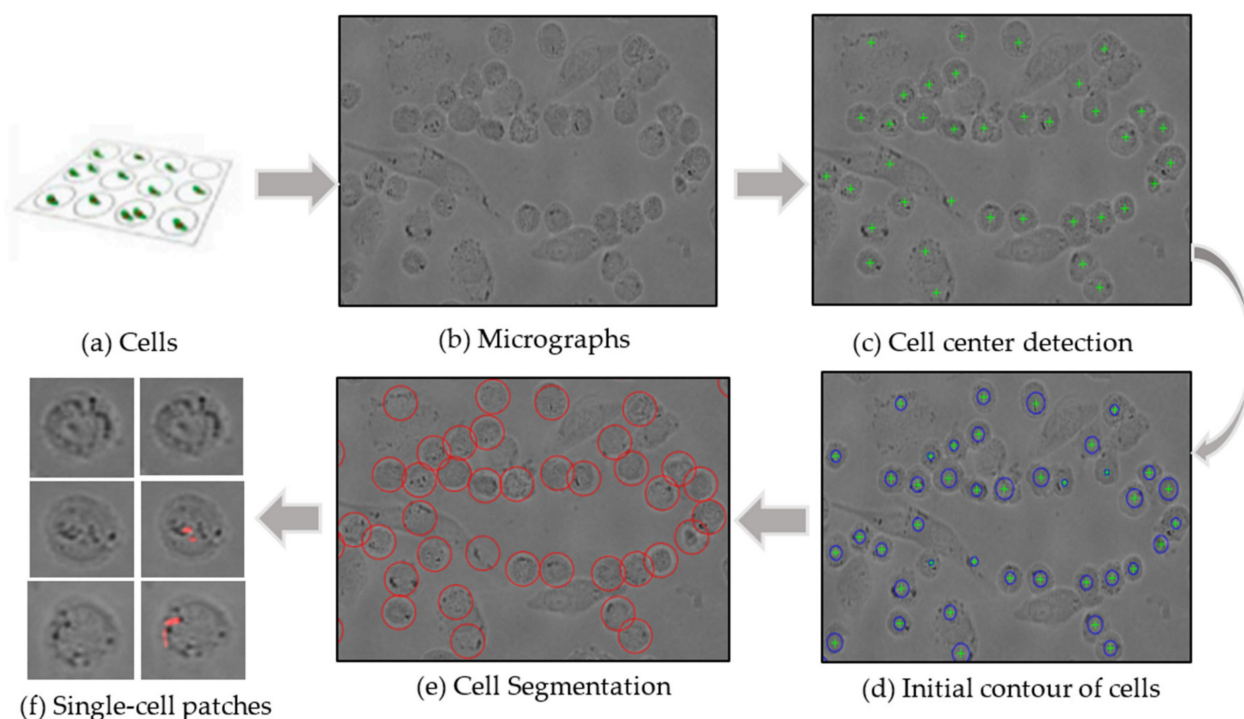 (a) Cells
(b) Micrographs
(c) Cell center detection
(f) Single-cell patches
(e) Cell Segmentation
(d) Initial contour of cells